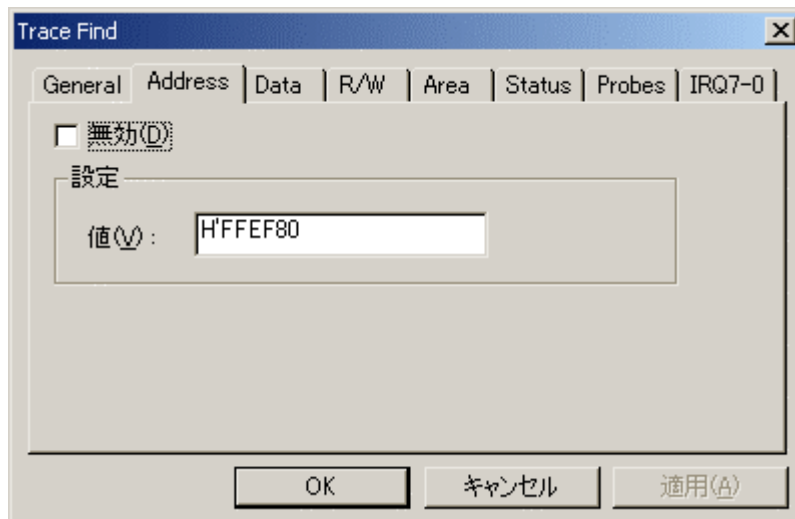 Trace Find
General Address Data R/W Area Status Probes IRQ7-0
無効(D)
設定
値(V) : H'FFEF80
OK キャンセル 適用(A)